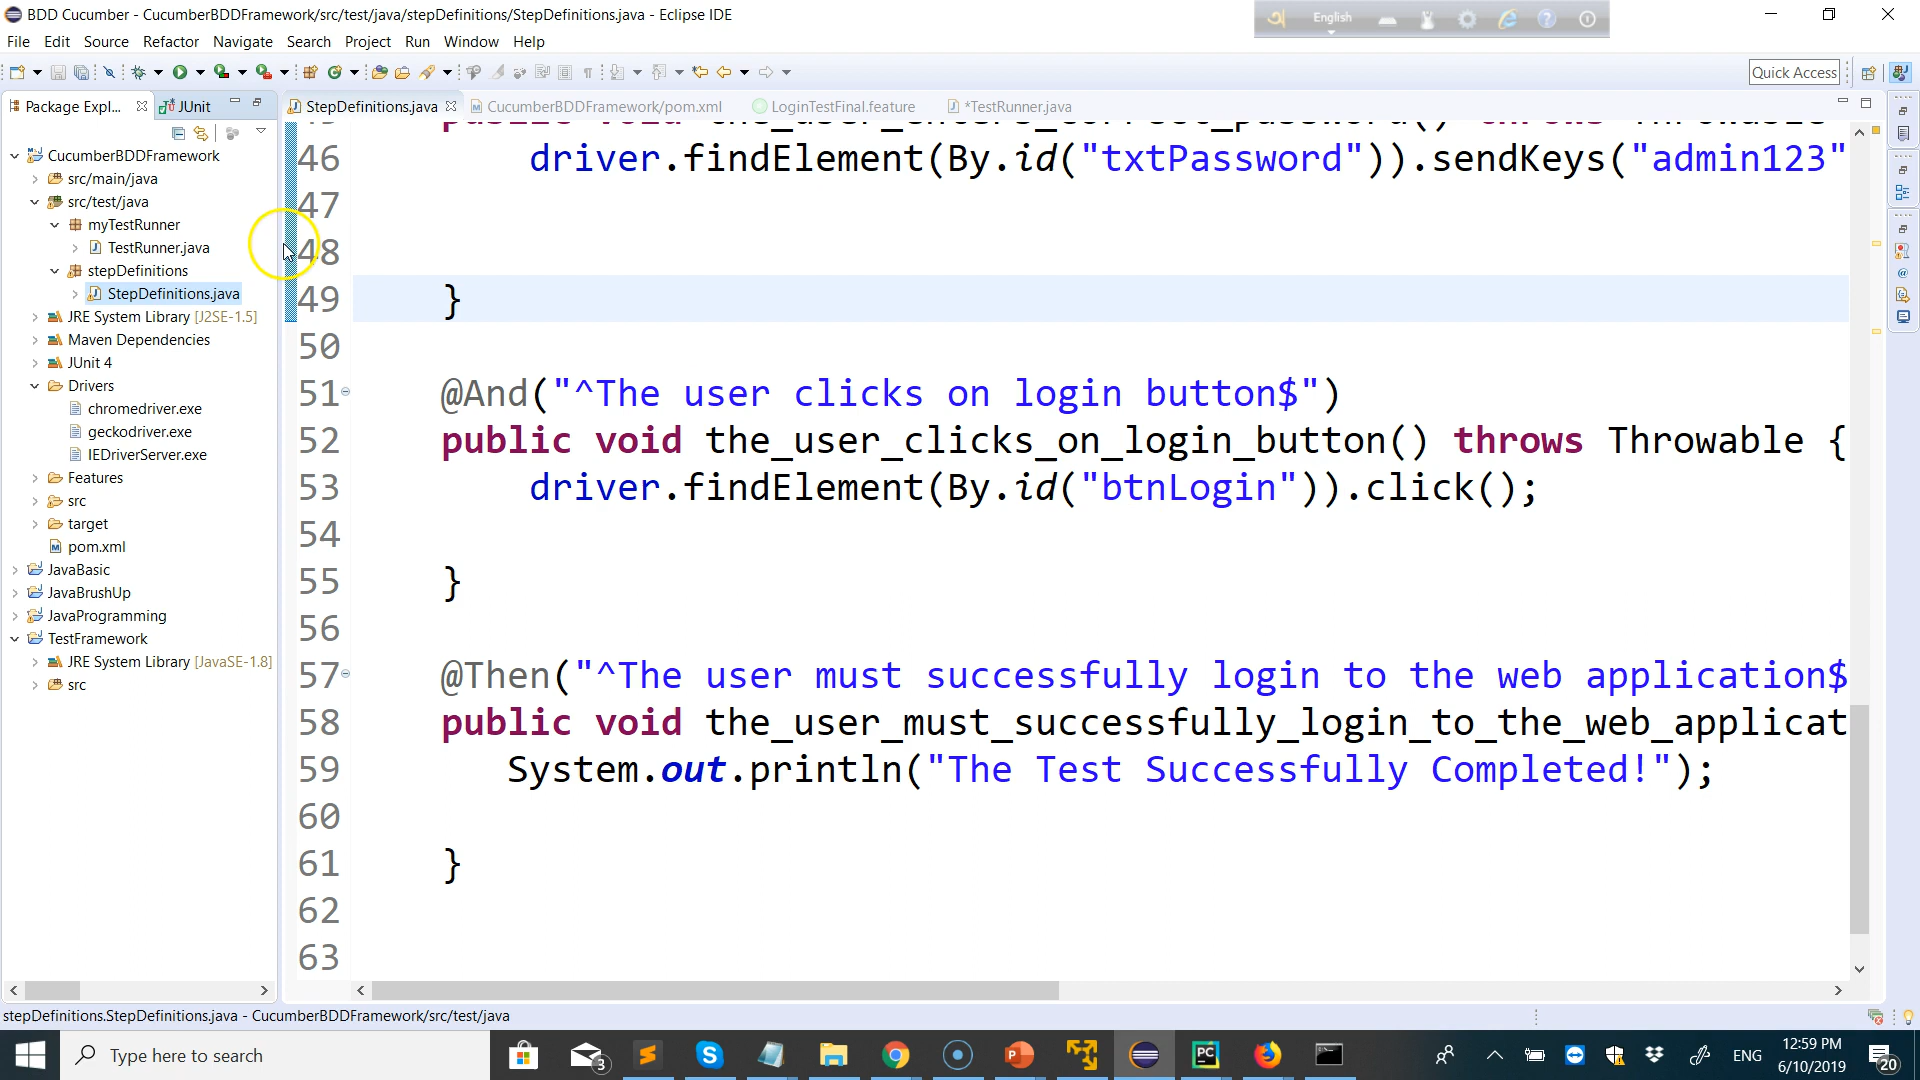 BDD Cucumber - CucumberBDDFramework/src/test/java/stepDefinitions/StepDefinitions.java - Eclipse IDE
English
File Edit Source Refactor Navigate Search Project Run Window Help
Quick Access
Package Expl...
JUnit
StepDefinitions.java
CucumberBDDFramework/pom.xml
LoginTestFinal.feature
*TestRunner.java
CucumberBDDFramework
src/main/java
src/test/java
myTestRunner
TestRunner.java
stepDefinitions
StepDefinitions.java
JRE System Library [J2SE-1.5]
Maven Dependencies
JUnit 4
Drivers
chromedriver.exe
geckodriver.exe
IEDriverServer.exe
Features
src
target
pom.xml
JavaBasic
JavaBrushUp
JavaProgramming
TestFramework
JRE System Library [JavaSE-1.8]
src
46 driver.findElement(By.id("txtPassword")).sendKeys("admin123"
47
48
49 }
50
51 @And("^The user clicks on login button$")
52 public void the_user_clicks_on_login_button() throws Throwable {
53 driver.findElement(By.id("btnLogin")).click();
54
55 }
56
57 @Then("^The user must successfully login to the web application$
58 public void the_user_must_successfully_login_to_the_web_applicat
59 System.out.println("The Test Successfully Completed!");
60
61 }
62
63
stepDefinitions.StepDefinitions.java - CucumberBDDFramework/src/test/java
Type here to search
3
PC
ENG
12:59 PM
6/10/2019
20